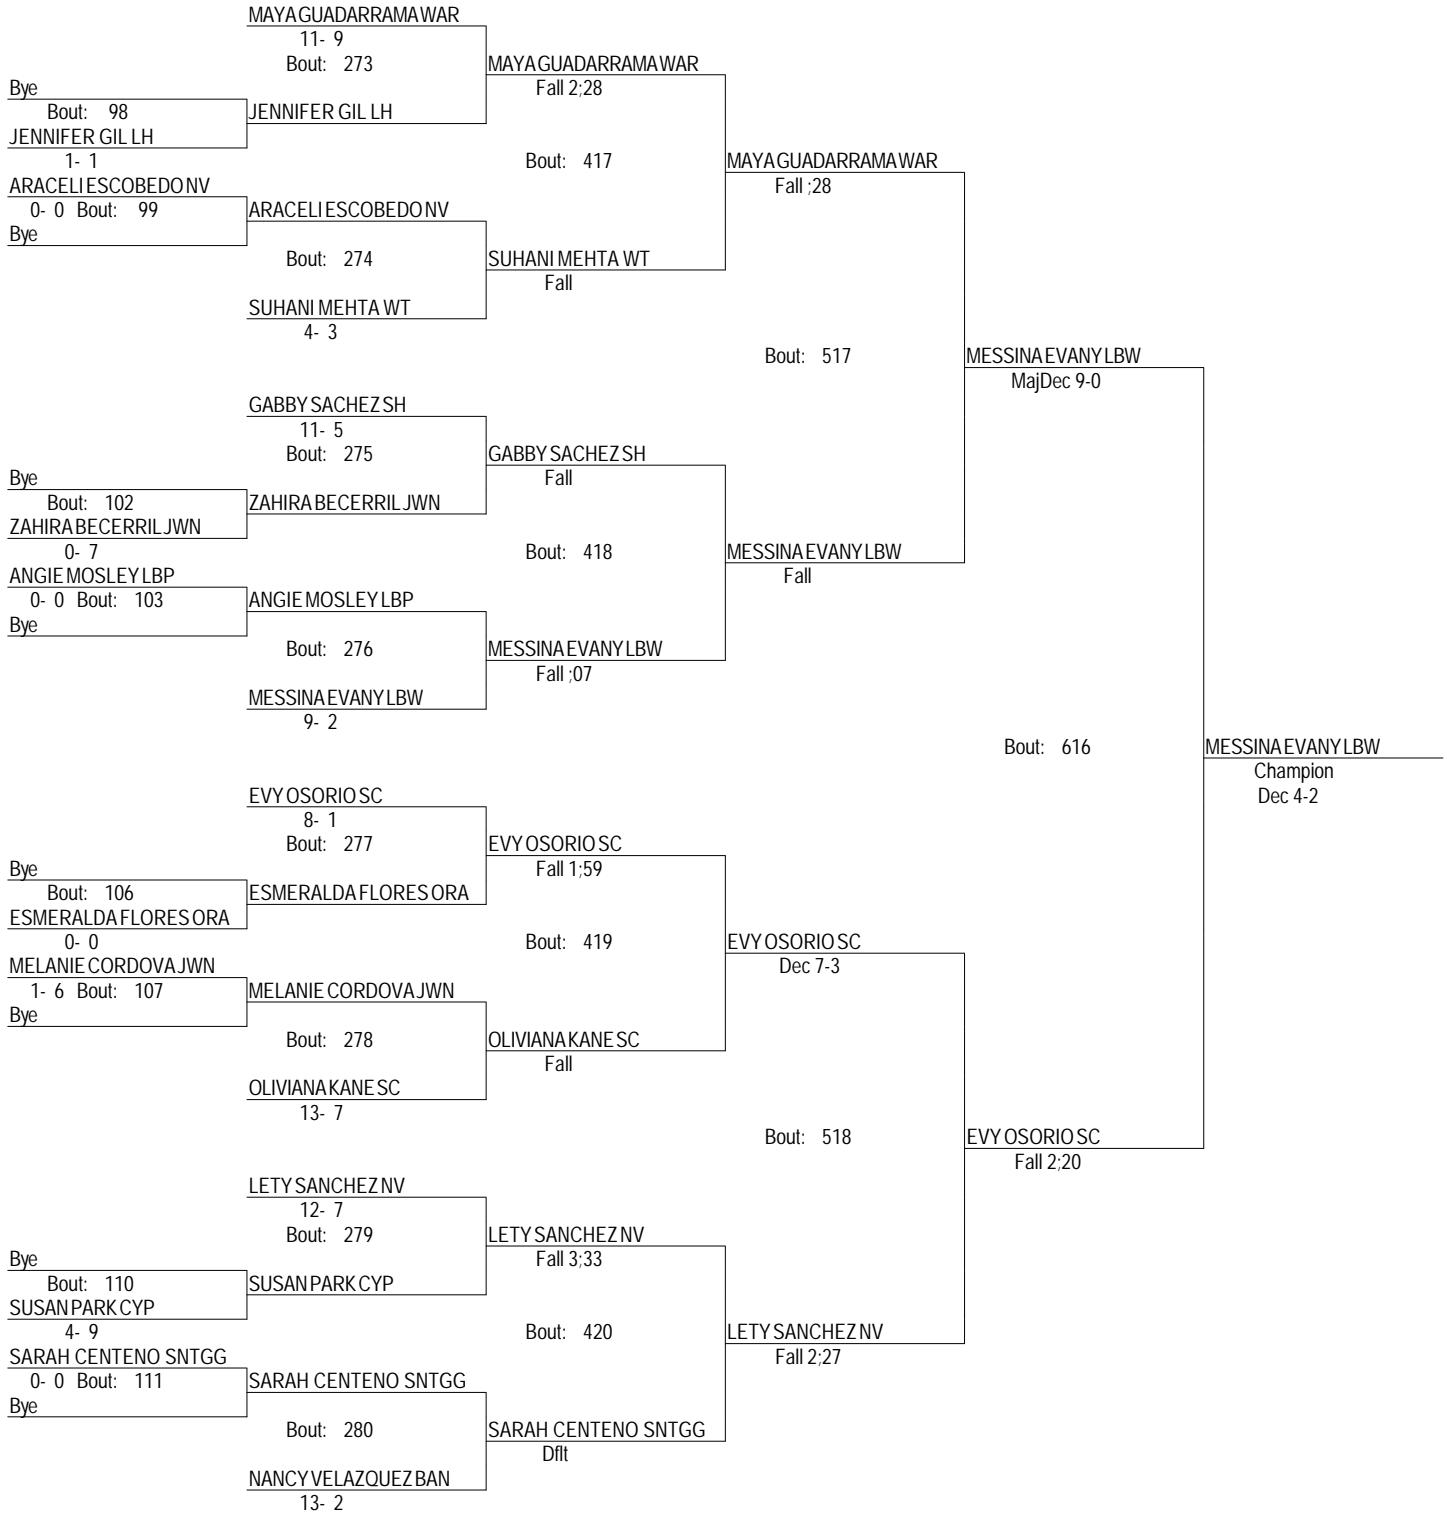 MAYA GUADARRAMA WAR
11- 9
Bout: 273
MAYA GUADARRAMA WAR
Bye
Fall 2;28
Bout: 98
JENNIFER GIL LH
JENNIFER GIL LH
1- 1
Bout: 417
MAYA GUADARRAMA WAR
ARACELI ESCOBEDO NV
Fall ;28
0- 0 Bout: 99
ARACELI ESCOBEDO NV
Bye
Bout: 274
SUHANI MEHTA WT
Fall
SUHANI MEHTA WT
4- 3
Bout: 517
MESSINA EVANY LBW
MajDec 9-0
GABBY SACHEZ SH
11- 5
Bout: 275
GABBY SACHEZ SH
Bye
Fall
Bout: 102
ZAHIRA BECERRIL JWN
ZAHIRA BECERRIL JWN
0- 7
Bout: 418
MESSINA EVANY LBW
ANGIE MOSLEY LBP
Fall
0- 0 Bout: 103
ANGIE MOSLEY LBP
Bye
Bout: 276
MESSINA EVANY LBW
Fall ;07
MESSINA EVANY LBW
9- 2
Bout: 616
MESSINA EVANY LBW
Champion
Dec 4-2
EVY OSORIO SC
8- 1
Bout: 277
EVY OSORIO SC
Bye
Fall 1;59
Bout: 106
ESMERALDA FLORES ORA
ESMERALDA FLORES ORA
0- 0
Bout: 419
EVY OSORIO SC
MELANIE CORDOVA JWN
Dec 7-3
1- 6 Bout: 107
MELANIE CORDOVA JWN
Bye
Bout: 278
OLIVIANA KANE SC
Fall
OLIVIANA KANE SC
13- 7
Bout: 518
EVY OSORIO SC
Fall 2;20
LETY SANCHEZ NV
12- 7
Bout: 279
LETY SANCHEZ NV
Bye
Fall 3;33
Bout: 110
SUSAN PARK CYP
SUSAN PARK CYP
4- 9
Bout: 420
LETY SANCHEZ NV
SARAH CENTENO SNTGG
Fall 2;27
0- 0 Bout: 111
SARAH CENTENO SNTGG
Bye
Bout: 280
SARAH CENTENO SNTGG
Dflt
NANCY VELAZQUEZ BAN
13- 2